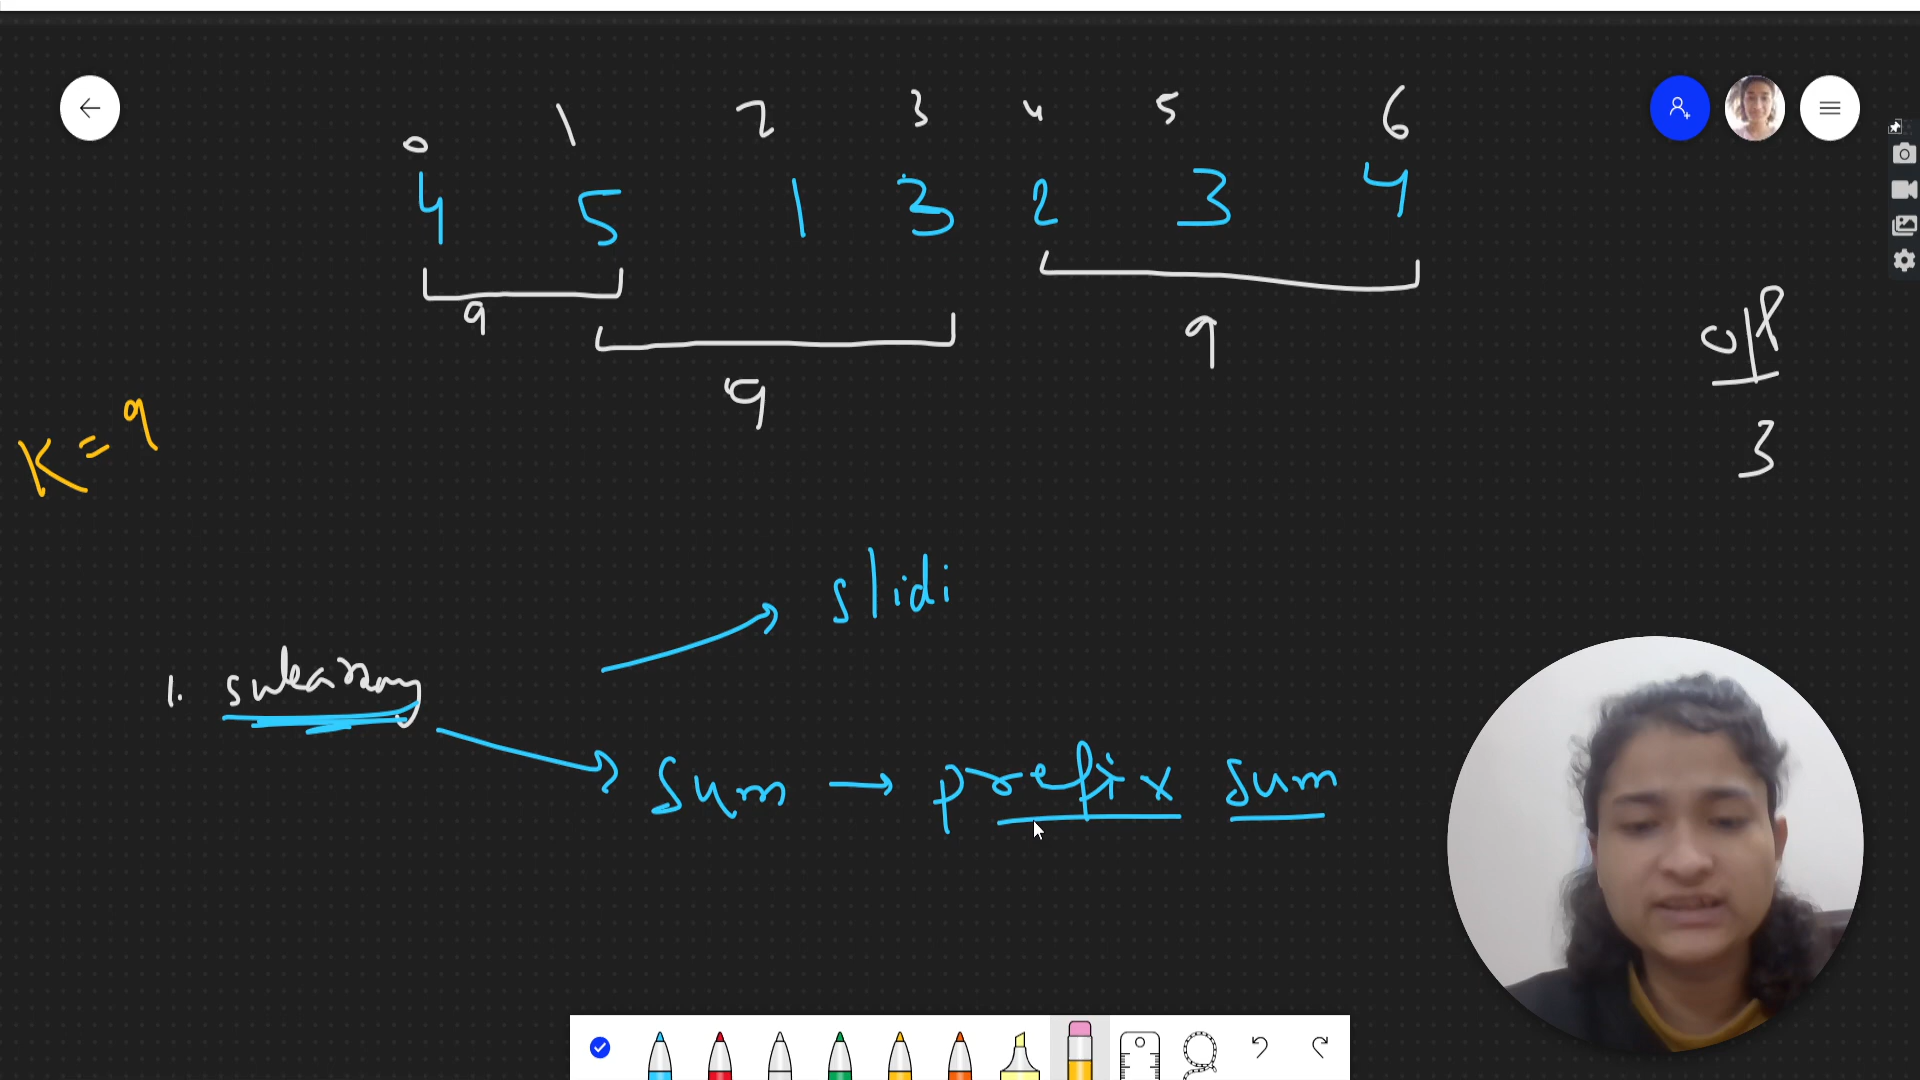 0 1 2 3 4 5 6
4 5 1 3 2 3 4
9
9
9
o/p
3
K = 9
slidi
1. subarray
sum → prefix sum